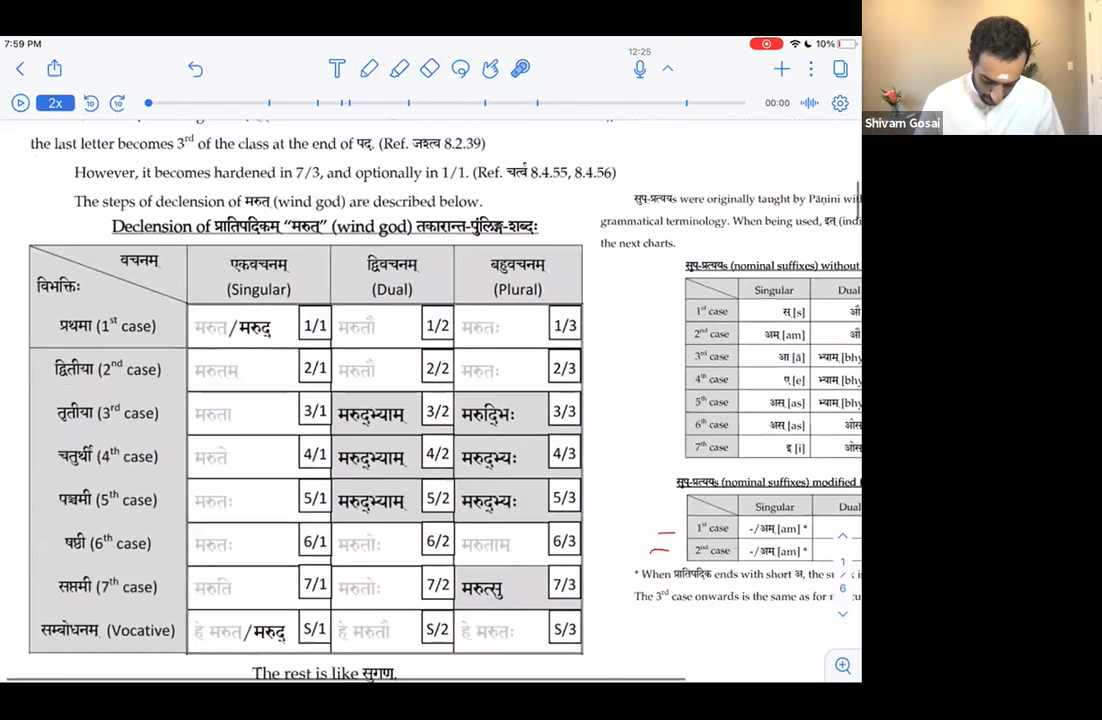 7:59 PM
12:25
10%
2x
10
10
00:00
Shivam Gosai
the last letter becomes 3rd of the class at the end of पद. (Ref. जश्त्व 8.2.39)
However, it becomes hardened in 7/3, and optionally in 1/1. (Ref. चर्त्व 8.4.55, 8.4.56)
The steps of declension of मरुत् (wind god) are described below.
Declension of प्रातिपदिकम् “मरुत्” (wind god) तकारान्त-पुंलिङ्ग-शब्दः
वचनम् एकवचनम् द्विवचनम् बहुवचनम्
विभक्तिः (Singular) (Dual) (Plural)
प्रथमा (1st case) मरुत्/मरुद् 1/1 मरुतौ 1/2 मरुतः 1/3
द्वितीया (2nd case) मरुतम् 2/1 मरुतौ 2/2 मरुतः 2/3
तृतीया (3rd case) मरुता 3/1 मरुद्भ्याम् 3/2 मरुद्भिः 3/3
चतुर्थी (4th case) मरुते 4/1 मरुद्भ्याम् 4/2 मरुद्भ्यः 4/3
पञ्चमी (5th case) मरुतः 5/1 मरुद्भ्याम् 5/2 मरुद्भ्यः 5/3
षष्ठी (6th case) मरुतः 6/1 मरुतोः 6/2 मरुताम् 6/3
सप्तमी (7th case) मरुति 7/1 मरुतोः 7/2 मरुत्सु 7/3
सम्बोधनम् (Vocative) हे मरुत्/मरुद् S/1 हे मरुतौ S/2 हे मरुतः S/3
The rest is like सुगण्.
सुप्-प्रत्ययs were originally taught by Pāṇini w
grammatical terminology. When being used, इत् (indi
the next charts.
सुप्-प्रत्ययs (nominal suffixes) without
Singular Dual
1st case स् [s] औ
2nd case अम् [am] औ
3rd case आ [ā] भ्याम् [bhy
4th case ए [e] भ्याम् [bhy
5th case अस् [as] भ्याम् [bhy
6th case अस् [as] ओस्
7th case इ [i] ओस्
सुप्-प्रत्ययs (nominal suffixes) modified
Singular Dual
1st case -/अम् [am] *
2nd case -/अम् [am] *
* When प्रातिपदिक ends with short अ, the s
The 3rd case onwards is the same as for
1
6